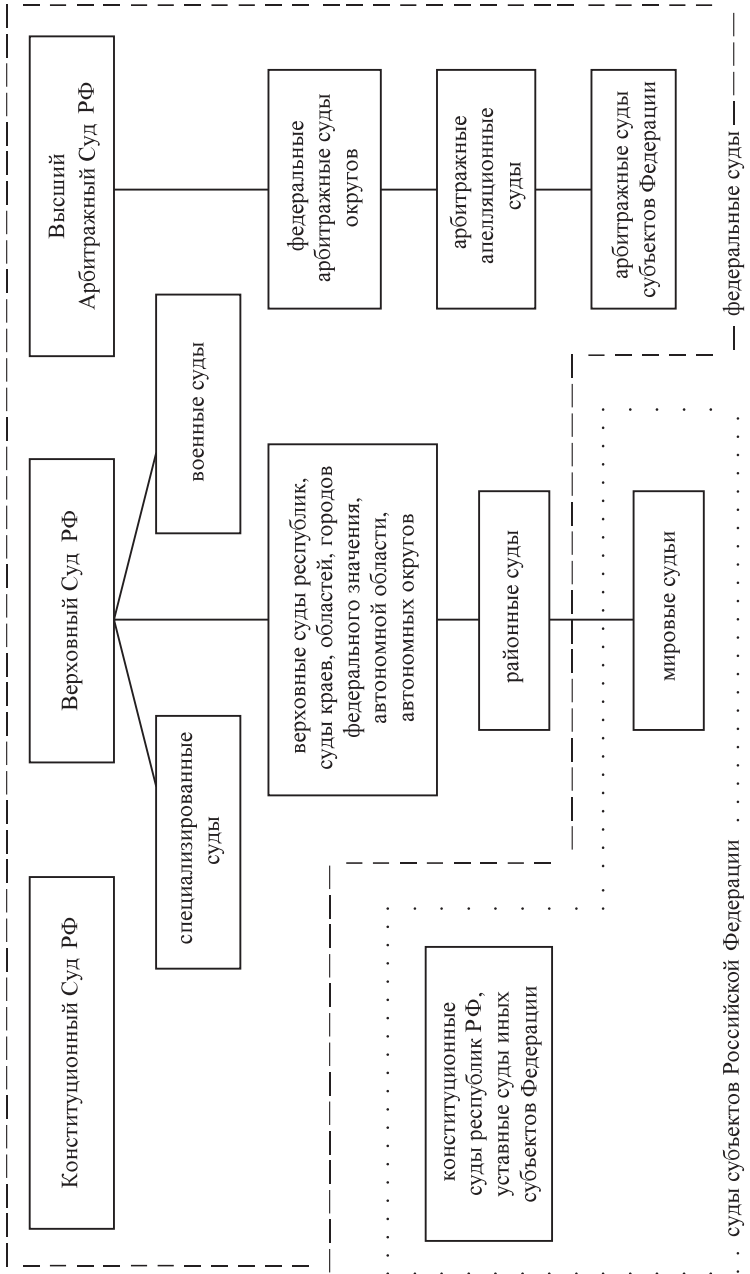 Конституционный Суд РФ
Верховный Суд РФ
Высший
Арбитражный Суд РФ
специализированные
суды
военные суды
верховные суды республик,
суды краев, областей, городов
федерального значения,
автономной области,
автономных округов
федеральные
арбитражные суды
округов
конституционные
суды республик РФ,
уставные суды иных
субъектов Федерации
районные суды
арбитражные
апелляционные
суды
мировые судьи
арбитражные суды
субъектов Федерации
суды субъектов Российской Федерации
федеральные суды